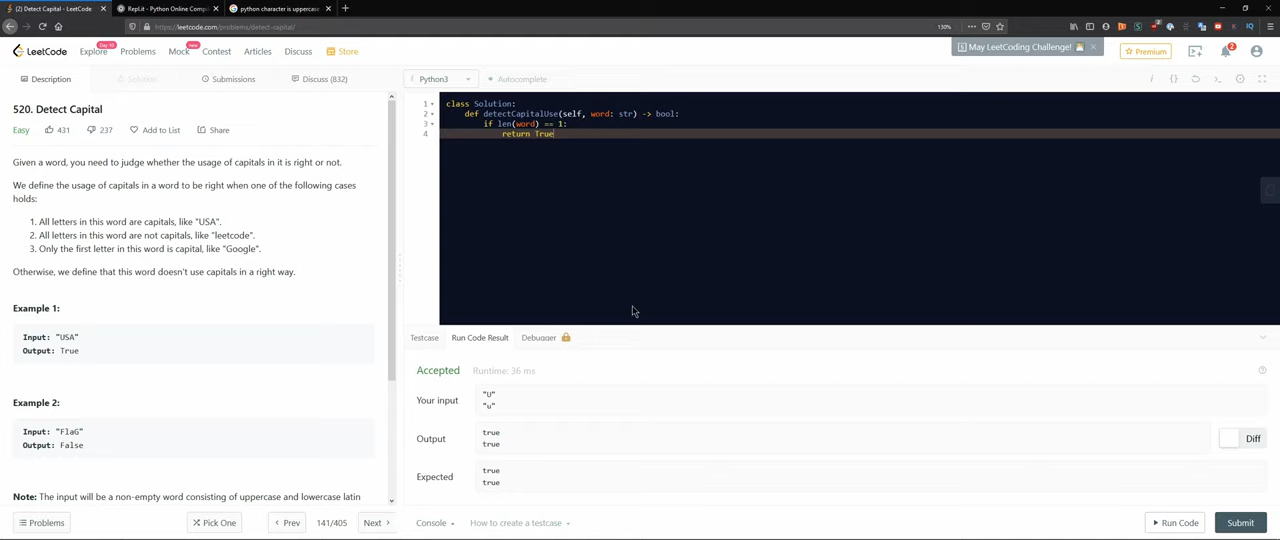 (2) Detect Capital - LeetCode
Repl.it - Python Online Compil
python character is uppercase
https://leetcode.com/problems/detect-capital/
130%
LeetCode
Explore
Day 10
Problems
Mock
new
Contest
Articles
Discuss
Store
May LeetCoding Challenge!
Premium
2
Description
Solution
Submissions
Discuss (832)
Python3
Autocomplete
520. Detect Capital
Easy
431
237
Add to List
Share
Given a word, you need to judge whether the usage of capitals in it is right or not.
We define the usage of capitals in a word to be right when one of the following cases
holds:
1. All letters in this word are capitals, like "USA".
2. All letters in this word are not capitals, like "leetcode".
3. Only the first letter in this word is capital, like "Google".
Otherwise, we define that this word doesn't use capitals in a right way.
Example 1:
Input: "USA"
Output: True
Example 2:
Input: "FlaG"
Output: False
Note: The input will be a non-empty word consisting of uppercase and lowercase latin
1 class Solution:
2 def detectCapitalUse(self, word: str) -> bool:
3 if len(word) == 1:
4 return True
Testcase
Run Code Result
Debugger
Accepted
Runtime: 36 ms
Your input
"U"
"u"
Output
true
true
Diff
Expected
true
true
Problems
Pick One
Prev
141/405
Next
Console
How to create a testcase
Run Code
Submit